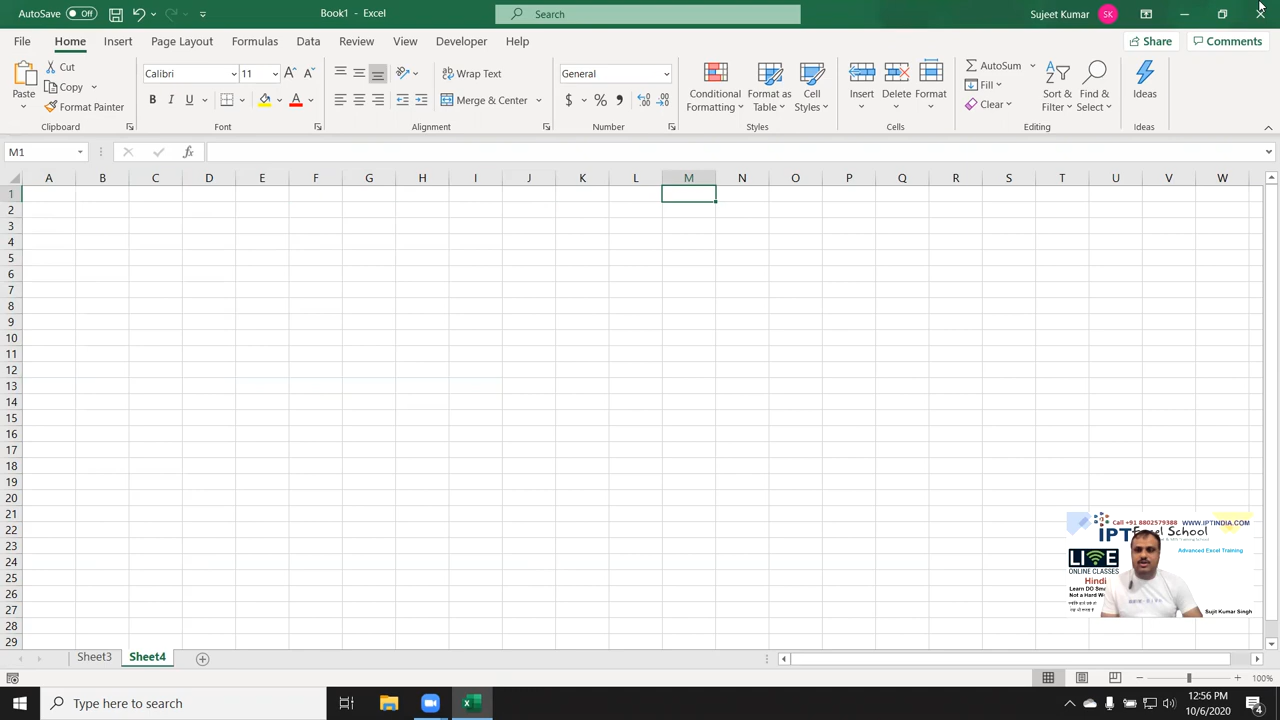 AutoSave Off Book1 - Excel Search Sujeet Kumar SK
File Home Insert Page Layout Formulas Data Review View Developer Help Share Comments
Paste Cut Copy Format Painter Clipboard
Calibri 11 B I U A Font
Wrap Text Merge & Center Alignment
General $ % , Number
Conditional Formatting Format as Table Cell Styles Styles
Insert Delete Format Cells
AutoSum Fill Clear Sort & Filter Find & Select Editing
Ideas Ideas
M1 fx
A B C D E F G H I J K L M N O P Q R S T U V W
1
2
3
4
5
6
7
8
9
10
11
12
13
14
15
16
17
18
19
20
21
22
23
24
25
26
27
28
29
Call +91 8802579388 WWW.IPTINDIA.COM
IPT Excel School
Advanced Excel Training
LIVE
ONLINE CLASSES
Hindi
Learn DO Sm
Not a Hard W
Sujit Kumar Singh
Sheet3 Sheet4
100%
Type here to search
12:56 PM
10/6/2020
4